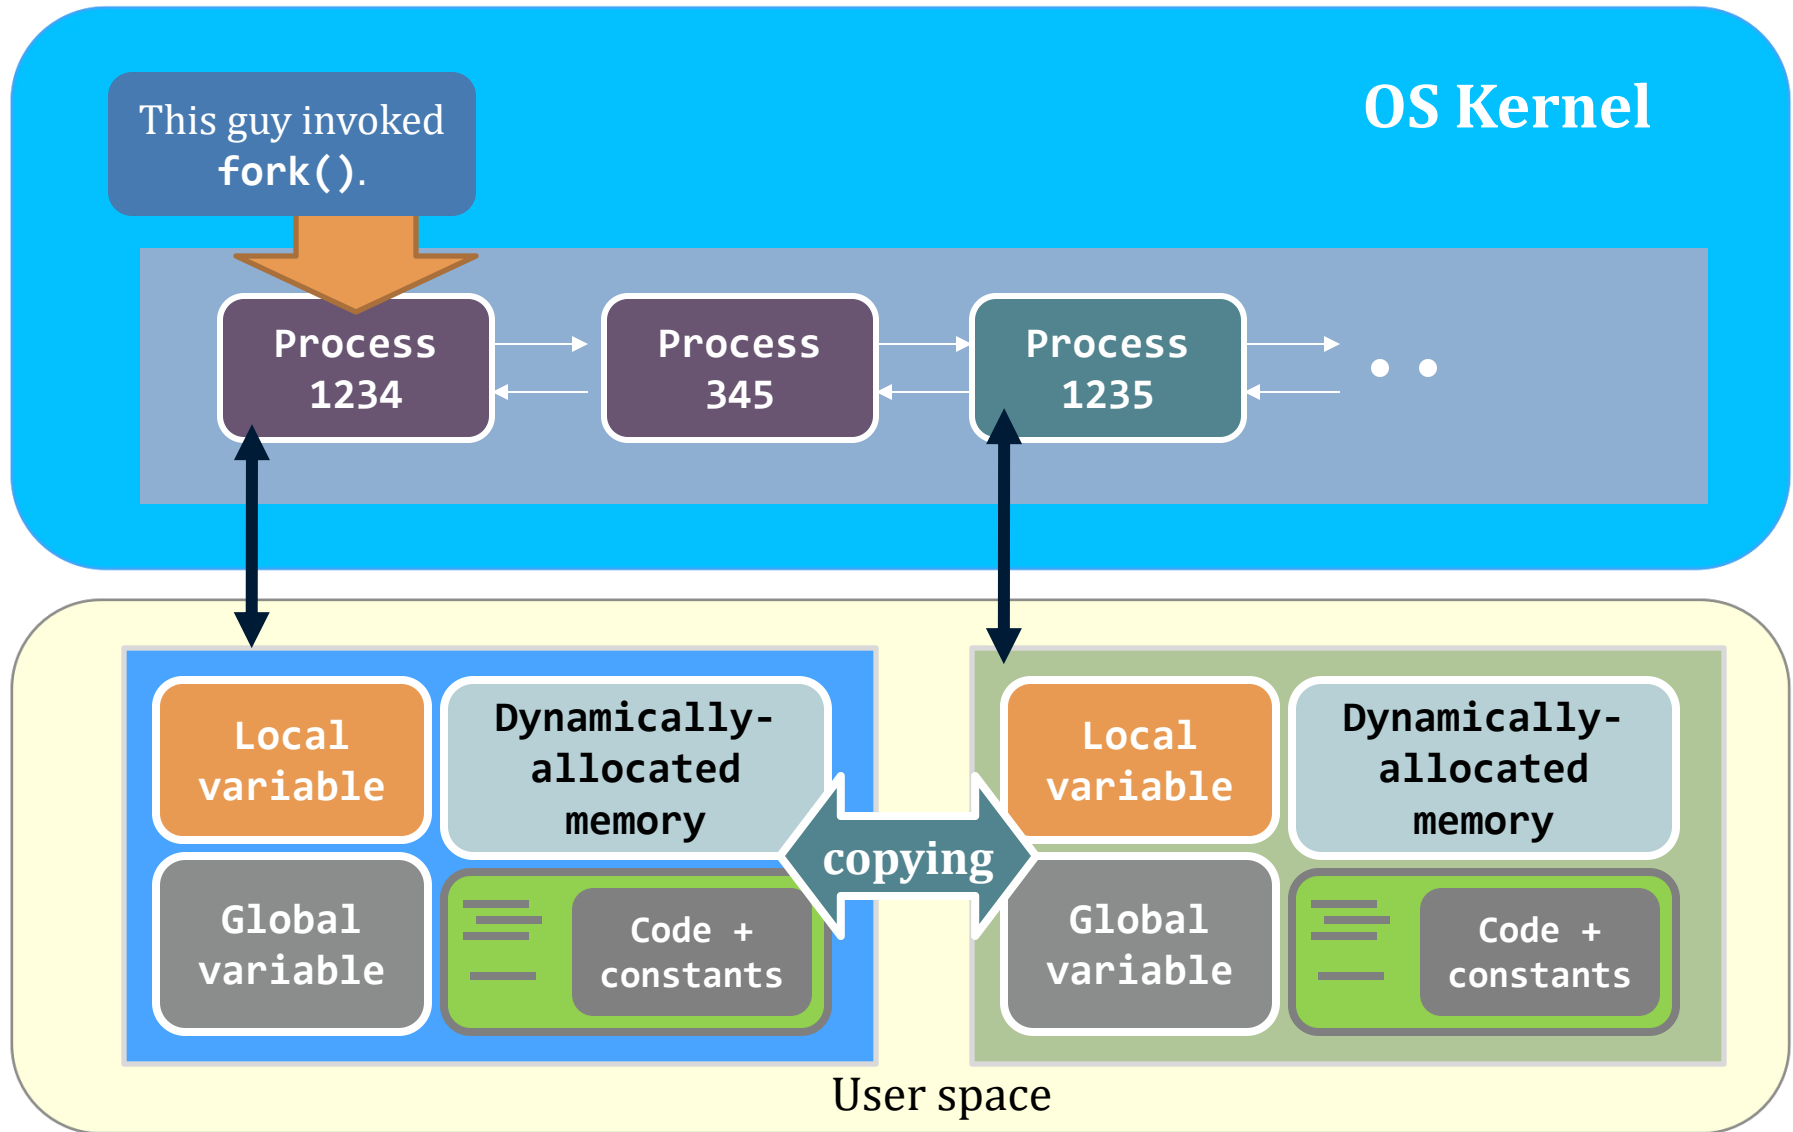 OS Kernel
This guy invoked
fork().
Process
1234
Process
345
Process
1235
Local
variable
Dynamically-
allocated
memory
Global
variable
Code +
constants
copying
Local
variable
Dynamically-
allocated
memory
Global
variable
Code +
constants
User space